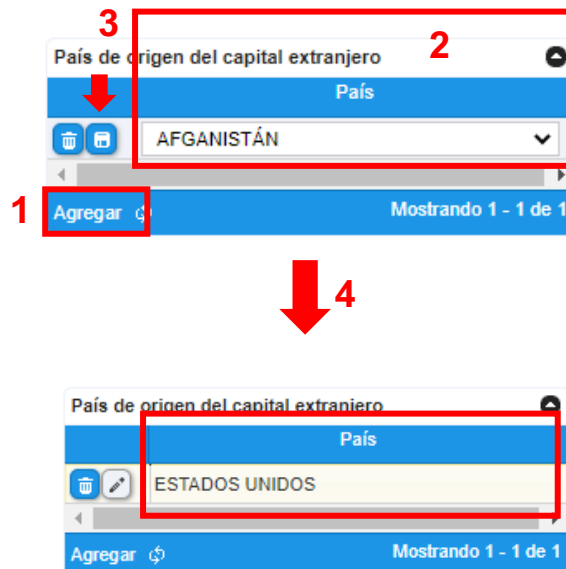 3
País de origen del capital extranjero
2
País
AFGANISTÁN
1
Agregar
Mostrando 1 - 1 de 1
4
País de origen del capital extranjero
País
ESTADOS UNIDOS
Agregar
Mostrando 1 - 1 de 1